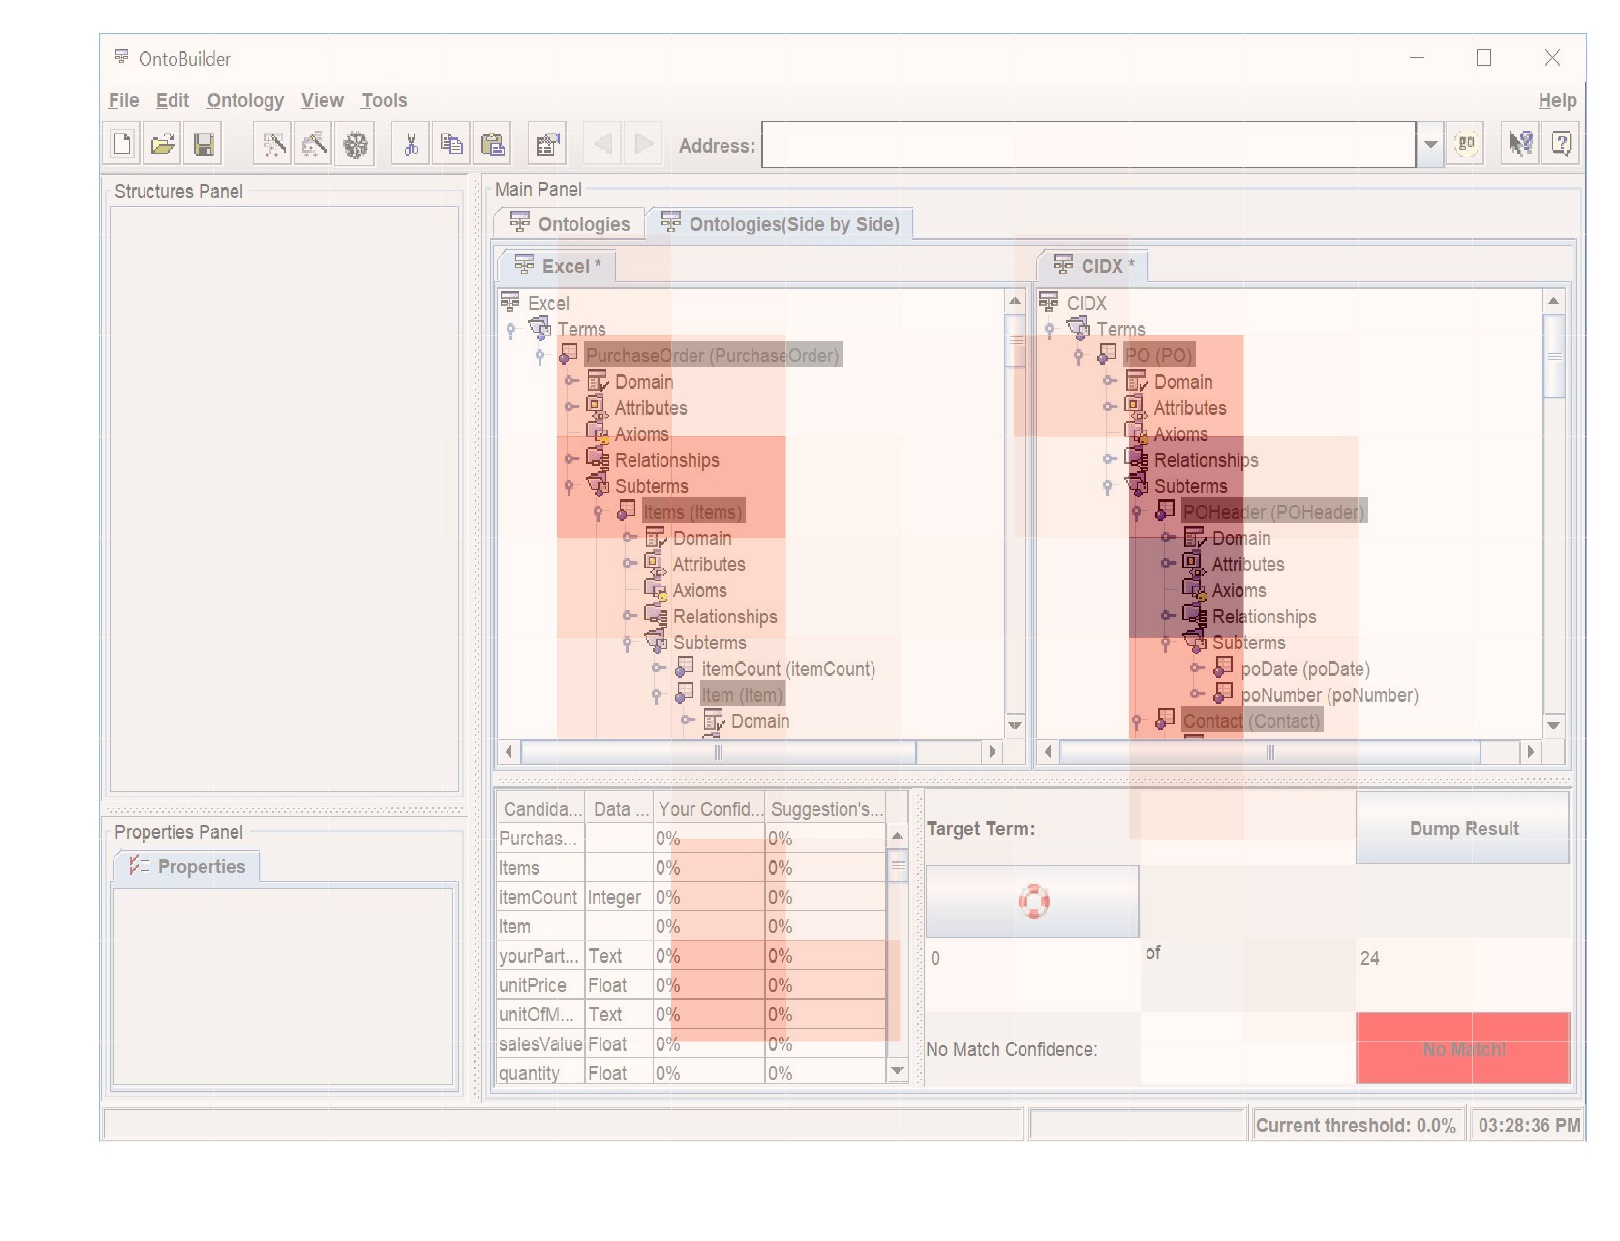 OntoBuilder
File Edit Ontology View Tools Help
Address: go
Structures Panel
Main Panel
Ontologies Ontologies(Side by Side)
Excel *
Excel
Terms
PurchaseOrder (PurchaseOrder)
Domain
Attributes
Axioms
Relationships
Subterms
Items (Items)
Domain
Attributes
Axioms
Relationships
Subterms
itemCount (itemCount)
Item (Item)
Domain
CIDX *
CIDX
Terms
PO (PO)
Domain
Attributes
Axioms
Relationships
Subterms
POHeader (POHeader)
Domain
Attributes
Axioms
Relationships
Subterms
poDate (poDate)
poNumber (poNumber)
Contact (Contact)
Properties Panel
Properties
Candida... Data ... Your Confid... Suggestion's...
Purchas... 0% 0%
Items 0% 0%
itemCount Integer 0% 0%
Item 0% 0%
yourPart... Text 0% 0%
unitPrice Float 0% 0%
unitOfM... Text 0% 0%
salesValue Float 0% 0%
quantity Float 0% 0%
Target Term: Dump Result
0 of 24
No Match Confidence: No Match!
Current threshold: 0.0% 03:28:36 PM